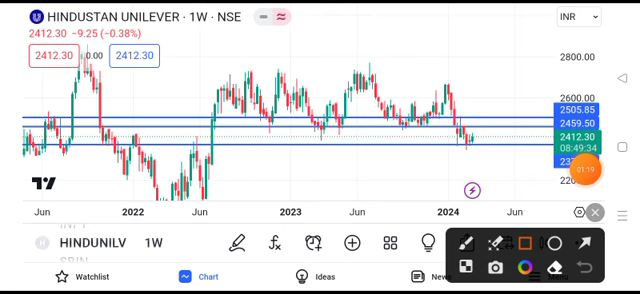 HINDUSTAN UNILEVER · 1W · NSE
INR
2412.30 −9.25 (−0.38%)
2412.30 0.00 2412.30
2800.00
2600.00
2505.85
2459.50
2412.30
08:49:34
01:19
Jun 2022 Jun 2023 Jun 2024 Jun
HINDUNILV 1W
Watchlist Chart Ideas News Menu